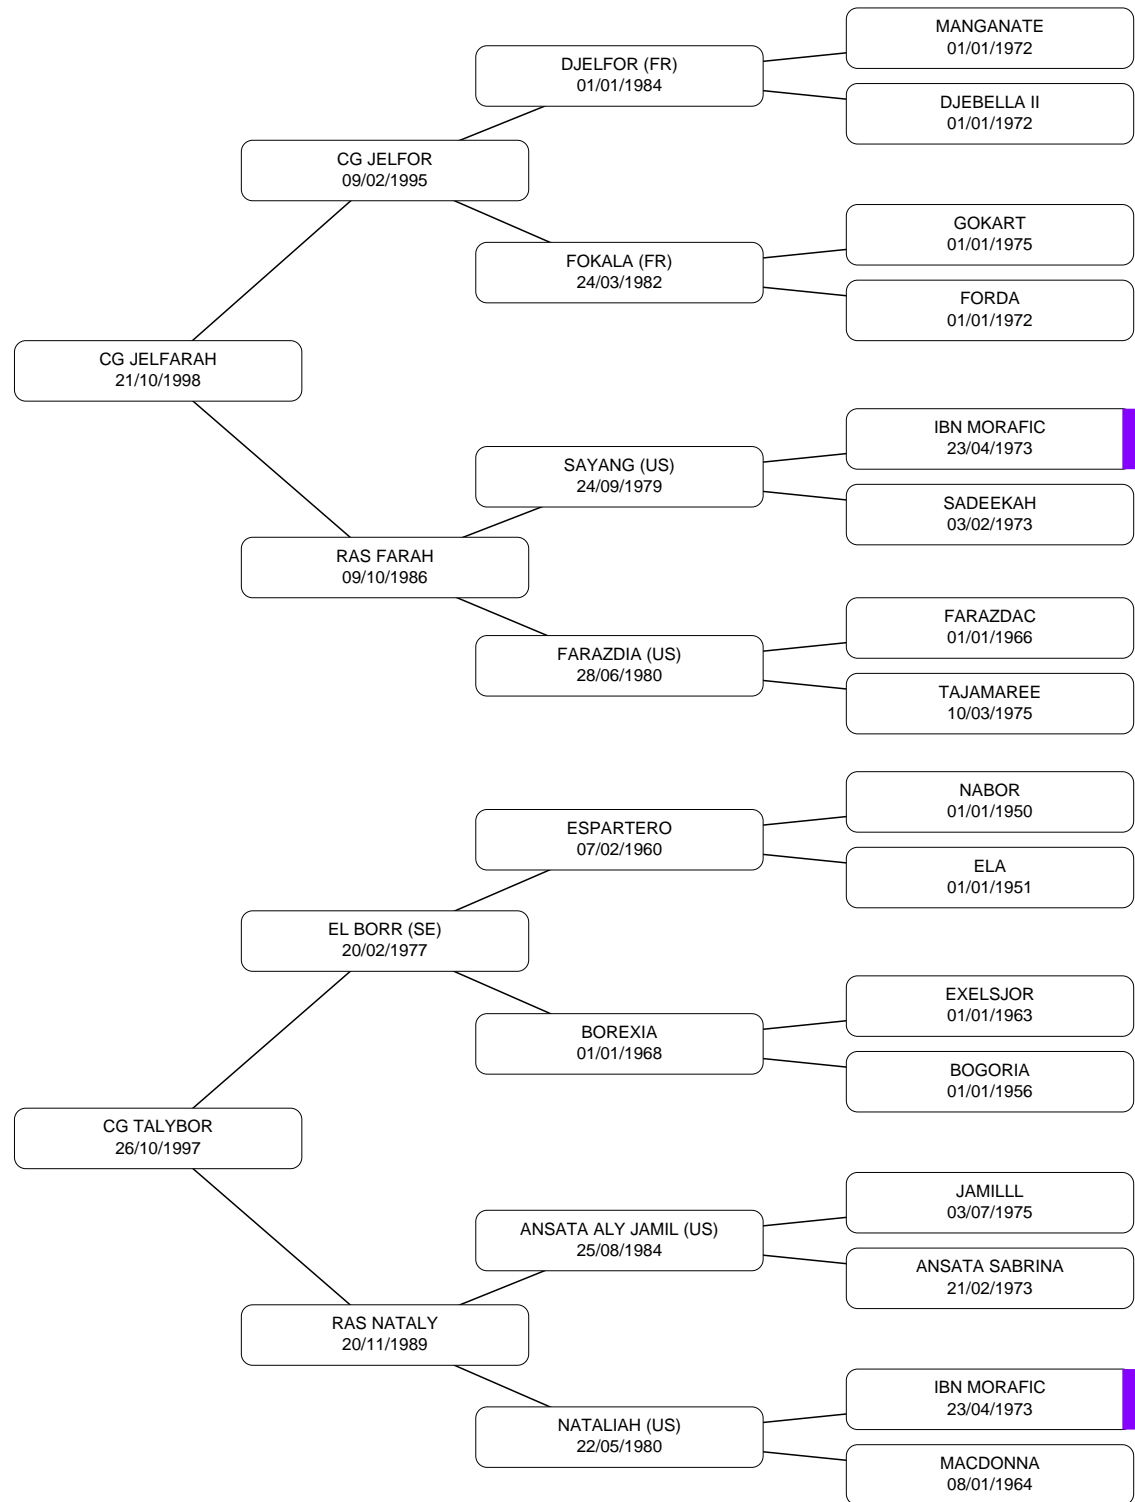 MANGANATE
01/01/1972
DJELFOR (FR)
01/01/1984
DJEBELLA II
01/01/1972
CG JELFOR
09/02/1995
GOKART
01/01/1975
FOKALA (FR)
24/03/1982
FORDA
01/01/1972
CG JELFARAH
21/10/1998
IBN MORAFIC
23/04/1973
SAYANG (US)
24/09/1979
SADEEKAH
03/02/1973
RAS FARAH
09/10/1986
FARAZDAC
01/01/1966
FARAZDIA (US)
28/06/1980
TAJAMAREE
10/03/1975
NABOR
01/01/1950
ESPARTERO
07/02/1960
ELA
01/01/1951
EL BORR (SE)
20/02/1977
EXELSJOR
01/01/1963
BOREXIA
01/01/1968
BOGORIA
01/01/1956
CG TALYBOR
26/10/1997
JAMILLL
03/07/1975
ANSATA ALY JAMIL (US)
25/08/1984
ANSATA SABRINA
21/02/1973
RAS NATALY
20/11/1989
IBN MORAFIC
23/04/1973
NATALIAH (US)
22/05/1980
MACDONNA
08/01/1964